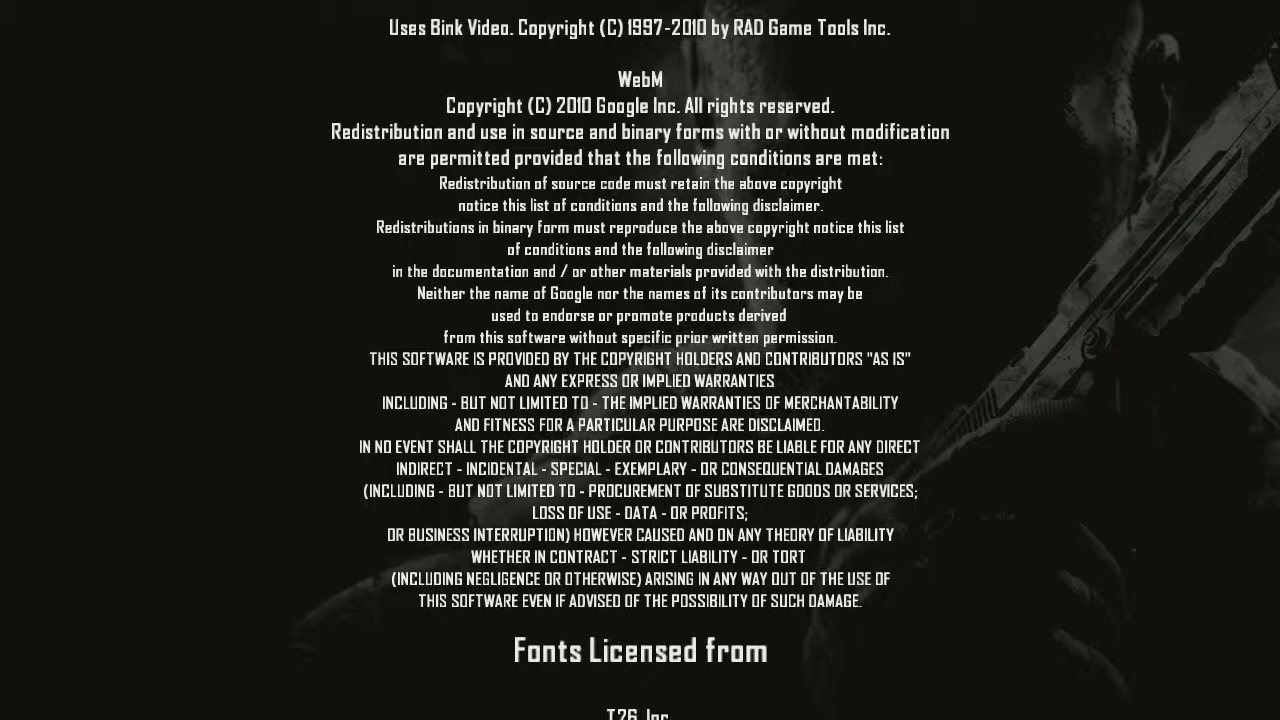 Uses Bink Video. Copyright (C) 1997-2010 by RAD Game Tools Inc.
WebM
Copyright (C) 2010 Google Inc. All rights reserved.
Redistribution and use in source and binary forms with or without modification
are permitted provided that the following conditions are met:
Redistribution of source code must retain the above copyright
notice this list of conditions and the following disclaimer.
Redistributions in binary form must reproduce the above copyright notice this list
of conditions and the following disclaimer
in the documentation and / or other materials provided with the distribution.
Neither the name of Google nor the names of its contributors may be
used to endorse or promote products derived
from this software without specific prior written permission.
THIS SOFTWARE IS PROVIDED BY THE COPYRIGHT HOLDERS AND CONTRIBUTORS "AS IS"
AND ANY EXPRESS OR IMPLIED WARRANTIES
INCLUDING - BUT NOT LIMITED TO - THE IMPLIED WARRANTIES OF MERCHANTABILITY
AND FITNESS FOR A PARTICULAR PURPOSE ARE DISCLAIMED.
IN NO EVENT SHALL THE COPYRIGHT HOLDER OR CONTRIBUTORS BE LIABLE FOR ANY DIRECT
INDIRECT - INCIDENTAL - SPECIAL - EXEMPLARY - OR CONSEQUENTIAL DAMAGES
(INCLUDING - BUT NOT LIMITED TO - PROCUREMENT OF SUBSTITUTE GOODS OR SERVICES;
LOSS OF USE - DATA - OR PROFITS;
OR BUSINESS INTERRUPTION) HOWEVER CAUSED AND ON ANY THEORY OF LIABILITY
WHETHER IN CONTRACT - STRICT LIABILITY - OR TORT
(INCLUDING NEGLIGENCE OR OTHERWISE) ARISING IN ANY WAY OUT OF THE USE OF
THIS SOFTWARE EVEN IF ADVISED OF THE POSSIBILITY OF SUCH DAMAGE.
Fonts Licensed from
T26, Inc.